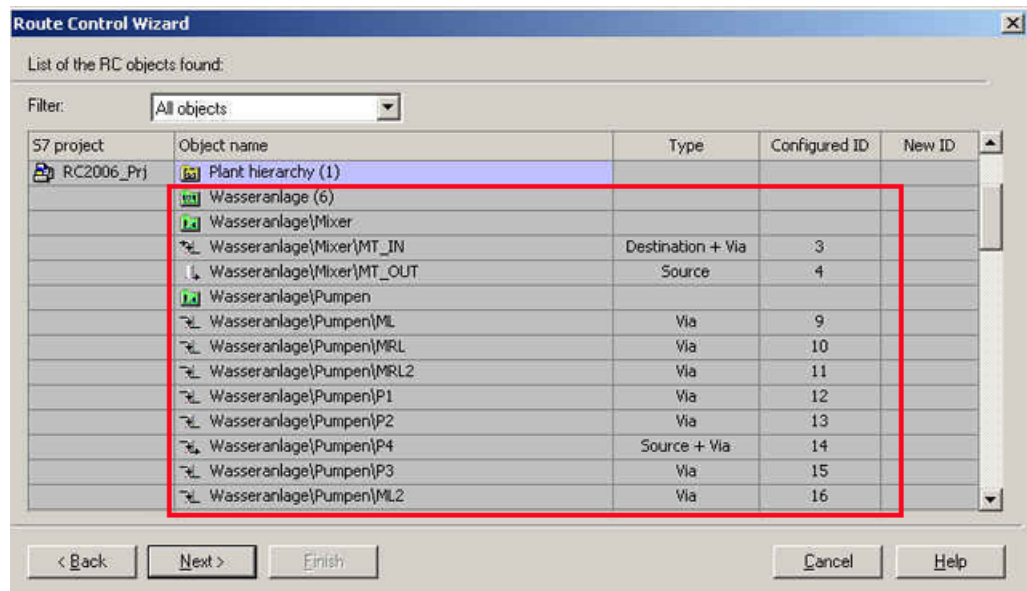 Route Control Wizard
List of the RC objects found:
Filter: All objects
S7 project Object name Type Configured ID New ID
RC2006_Prj Plant hierarchy (1)
Wasseranlage (6)
Wasseranlage\Mixer
Wasseranlage\Mixer\MT_IN Destination + Via 3
Wasseranlage\Mixer\MT_OUT Source 4
Wasseranlage\Pumpen
Wasseranlage\Pumpen\ML Via 9
Wasseranlage\Pumpen\MRL Via 10
Wasseranlage\Pumpen\MRL2 Via 11
Wasseranlage\Pumpen\P1 Via 12
Wasseranlage\Pumpen\P2 Via 13
Wasseranlage\Pumpen\P4 Source + Via 14
Wasseranlage\Pumpen\P3 Via 15
Wasseranlage\Pumpen\ML2 Via 16
< Back Next > Finish Cancel Help